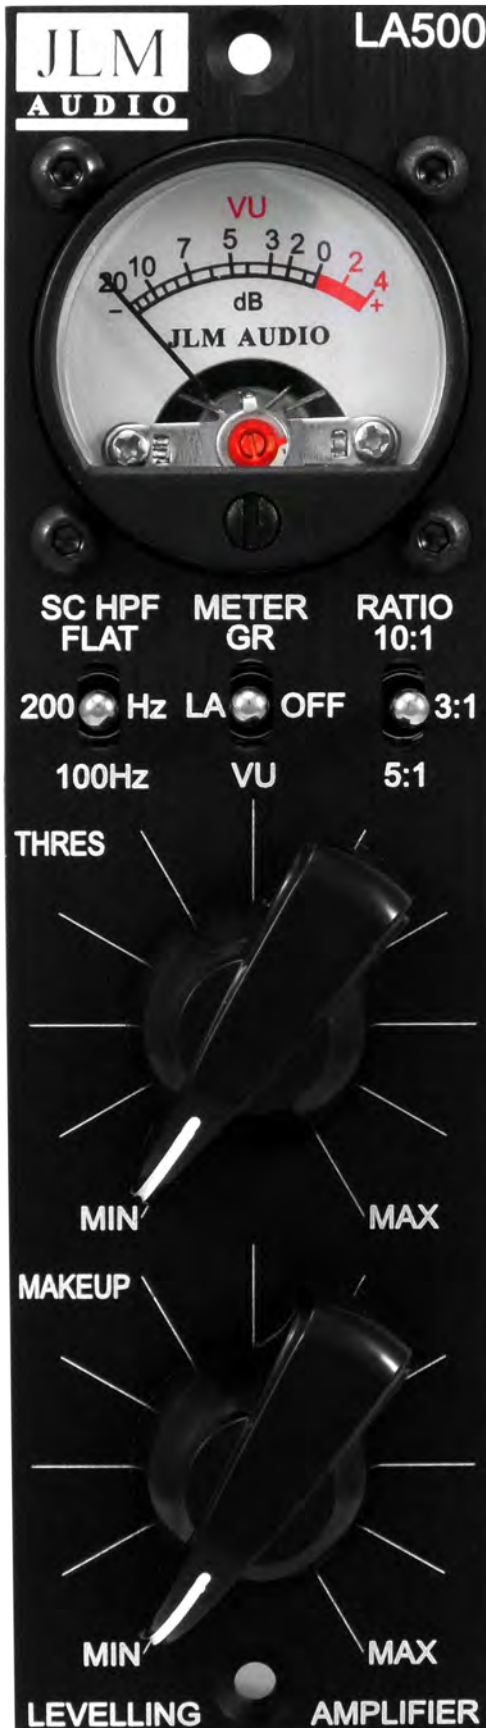 JLM
AUDIO
LA500
VU
20 10 7 5 3 2 0 2 4
- dB +
JLM AUDIO
SC HPF METER RATIO
FLAT GR 10:1
200 Hz LA OFF 3:1
100Hz VU 5:1
THRES
MIN MAX
MAKEUP
MIN MAX
LEVELLING AMPLIFIER